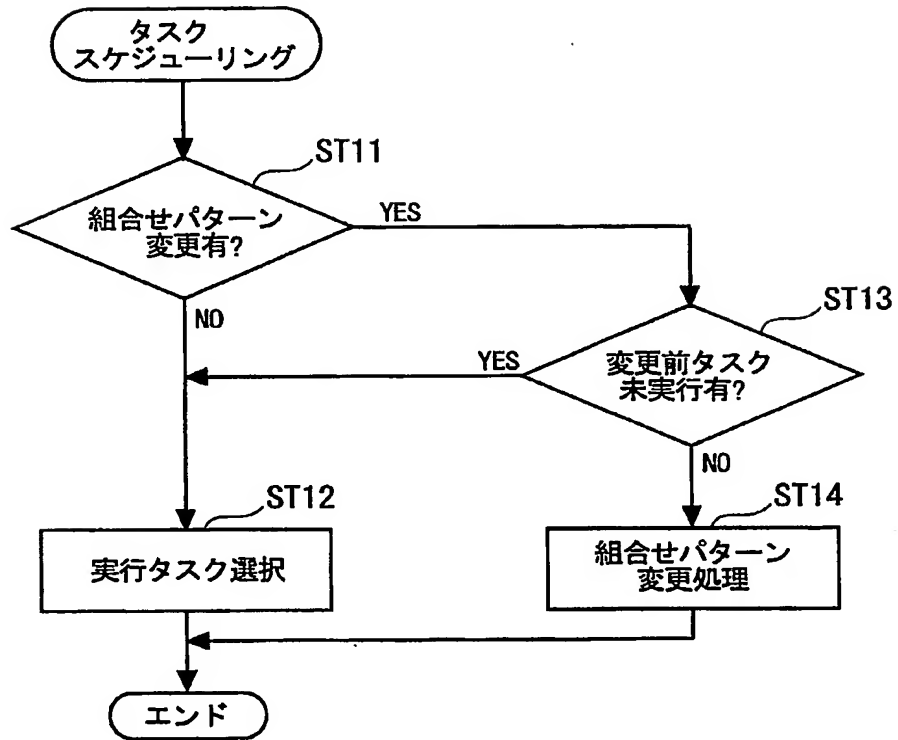 タスク
スケジューリング
ST11
組合せパターン
変更有?
YES
NO
ST13
変更前タスク
未実行有?
YES
NO
ST12
実行タスク選択
ST14
組合せパターン
変更処理
エンド